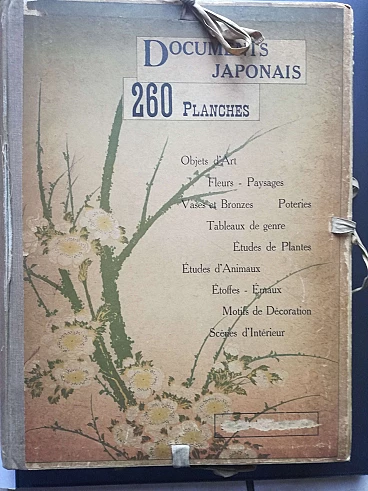 DOCUMENTS
JAPONAIS
260 PLANCHES
Objets d'Art
Fleurs - Paysages
Vases et Bronzes Poteries
Tableaux de genre
Études de Plantes
Études d'Animaux
Étoffes - Émaux
Motifs de Décoration
Scènes d'Intérieur